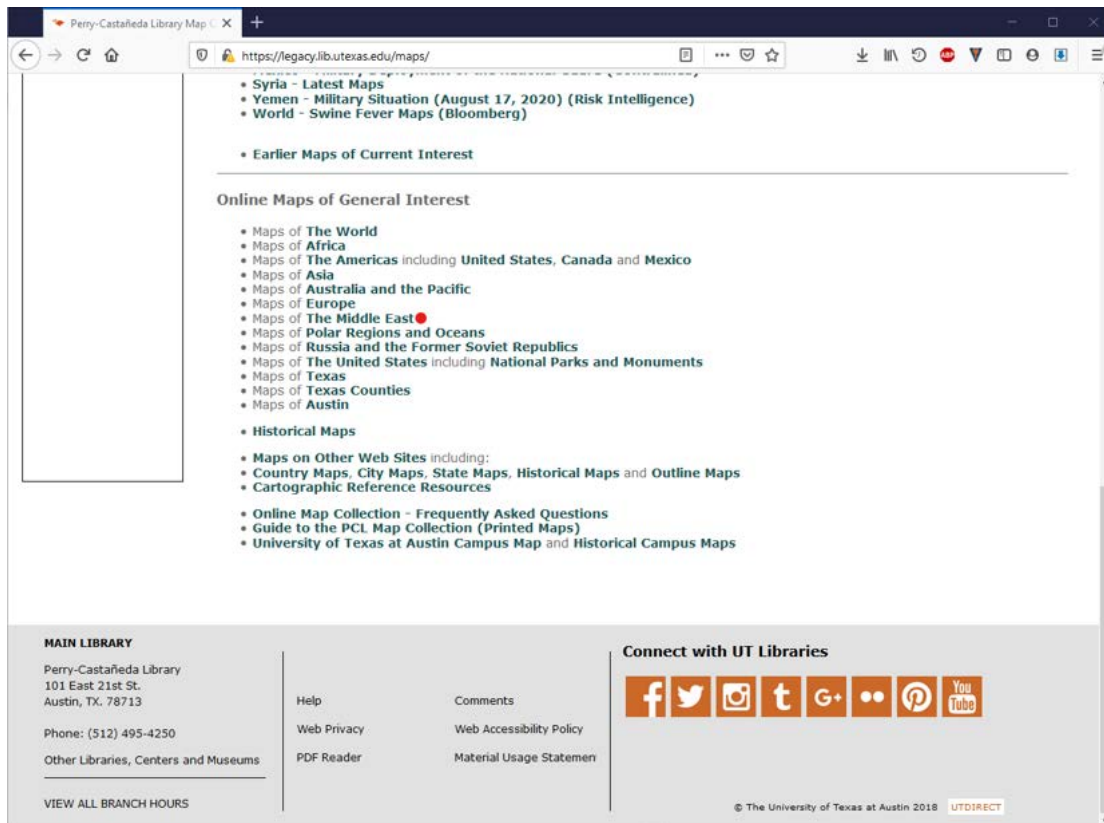 Perry-Castañeda Library Map C
https://legacy.lib.utexas.edu/maps/
ABP
Syria - Latest Maps
Yemen - Military Situation (August 17, 2020) (Risk Intelligence)
World - Swine Fever Maps (Bloomberg)
Earlier Maps of Current Interest
Online Maps of General Interest
Maps of The World
Maps of Africa
Maps of The Americas including United States, Canada and Mexico
Maps of Asia
Maps of Australia and the Pacific
Maps of Europe
Maps of The Middle East
Maps of Polar Regions and Oceans
Maps of Russia and the Former Soviet Republics
Maps of The United States including National Parks and Monuments
Maps of Texas
Maps of Texas Counties
Maps of Austin
Historical Maps
Maps on Other Web Sites including:
Country Maps, City Maps, State Maps, Historical Maps and Outline Maps
Cartographic Reference Resources
Online Map Collection - Frequently Asked Questions
Guide to the PCL Map Collection (Printed Maps)
University of Texas at Austin Campus Map and Historical Campus Maps
MAIN LIBRARY
Perry-Castañeda Library
101 East 21st St.
Austin, TX. 78713
Phone: (512) 495-4250
Other Libraries, Centers and Museums
VIEW ALL BRANCH HOURS
Help
Web Privacy
PDF Reader
Comments
Web Accessibility Policy
Material Usage Statemen
Connect with UT Libraries
f t G+ You Tube
© The University of Texas at Austin 2018 UTDIRECT